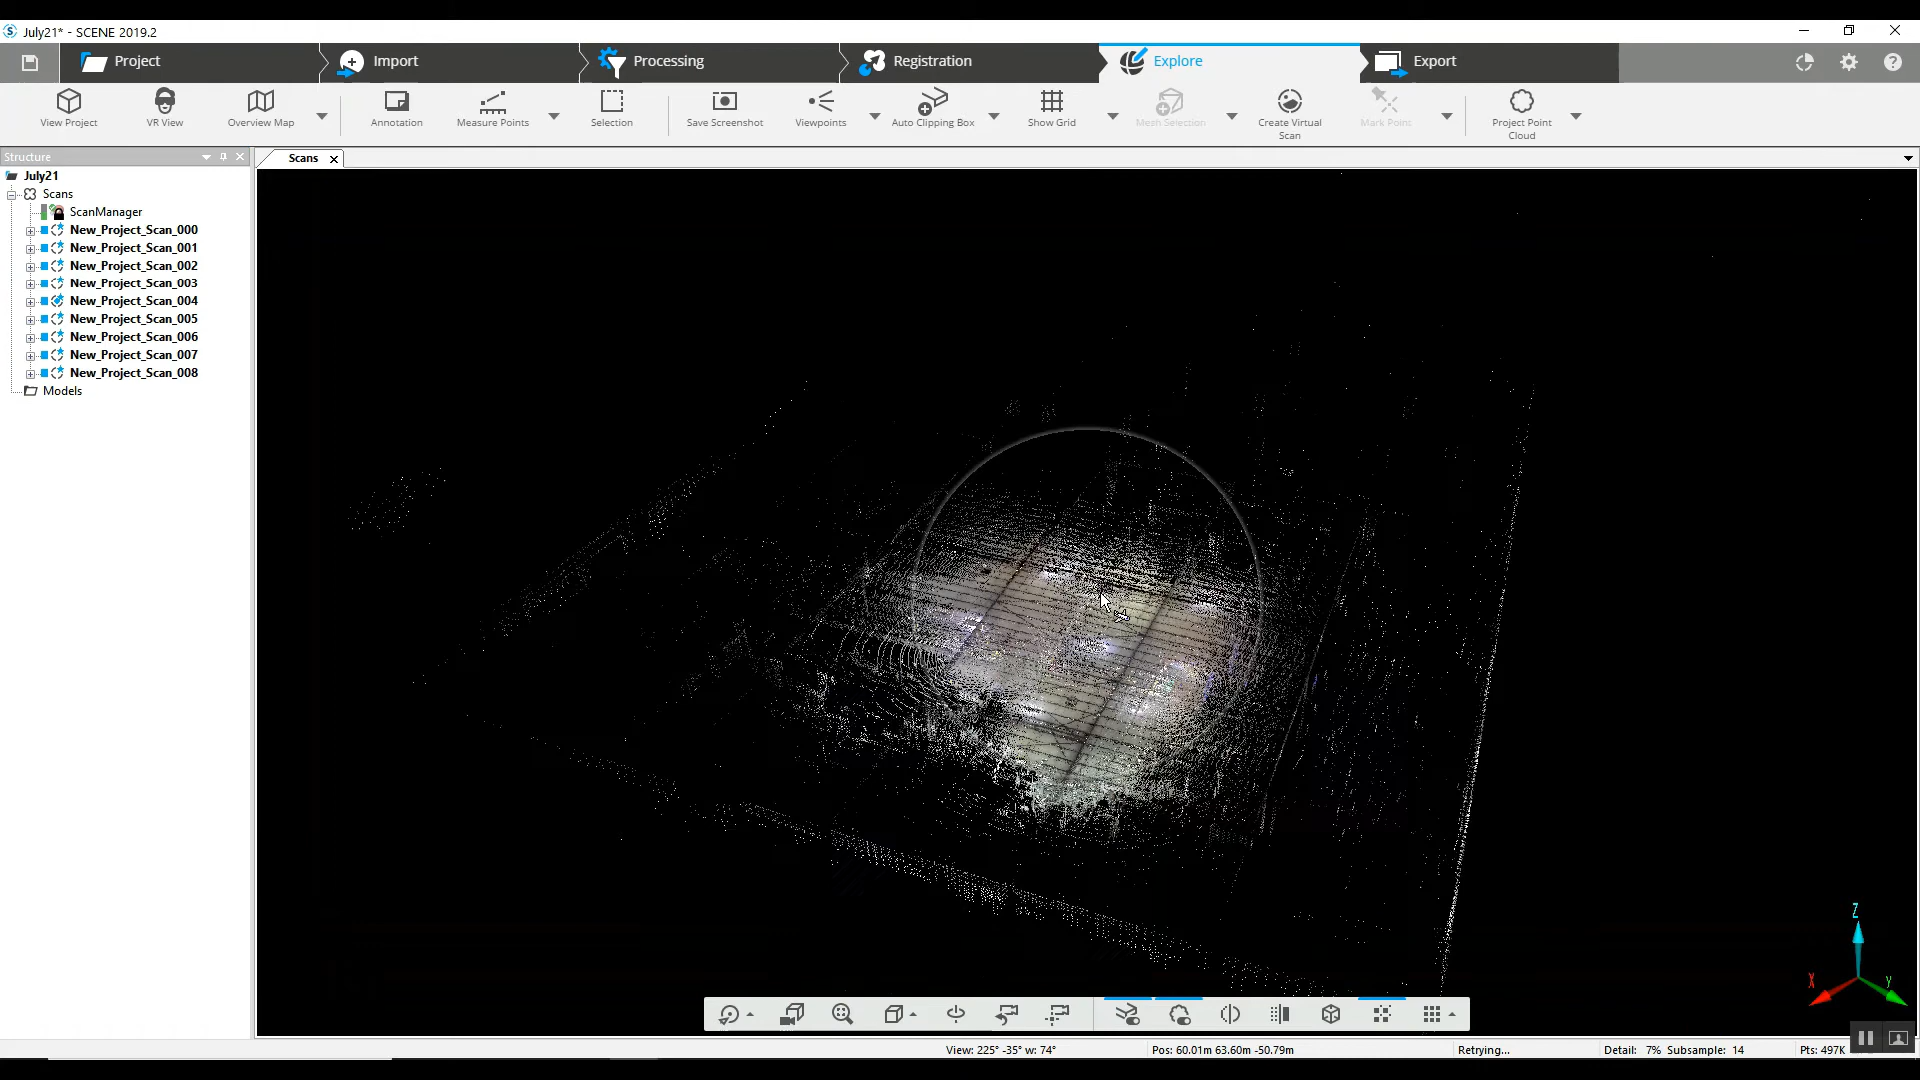 July21* - SCENE 2019.2
Project
Import
Processing
Registration
Explore
Export
View Project
VR View
Overview Map
Annotation
Measure Points
Selection
Save Screenshot
Viewpoints
Auto Clipping Box
Show Grid
Mesh Selection
Create Virtual Scan
Mark Point
Project Point Cloud
Structure
Scans
July21
Scans
ScanManager
New_Project_Scan_000
New_Project_Scan_001
New_Project_Scan_002
New_Project_Scan_003
New_Project_Scan_004
New_Project_Scan_005
New_Project_Scan_006
New_Project_Scan_007
New_Project_Scan_008
Models
Z
X
y
View: 225° -35° w: 74°
Pos: 60.01m 63.60m -50.79m
Retrying...
Detail: 7% Subsample: 14
Pts: 497K